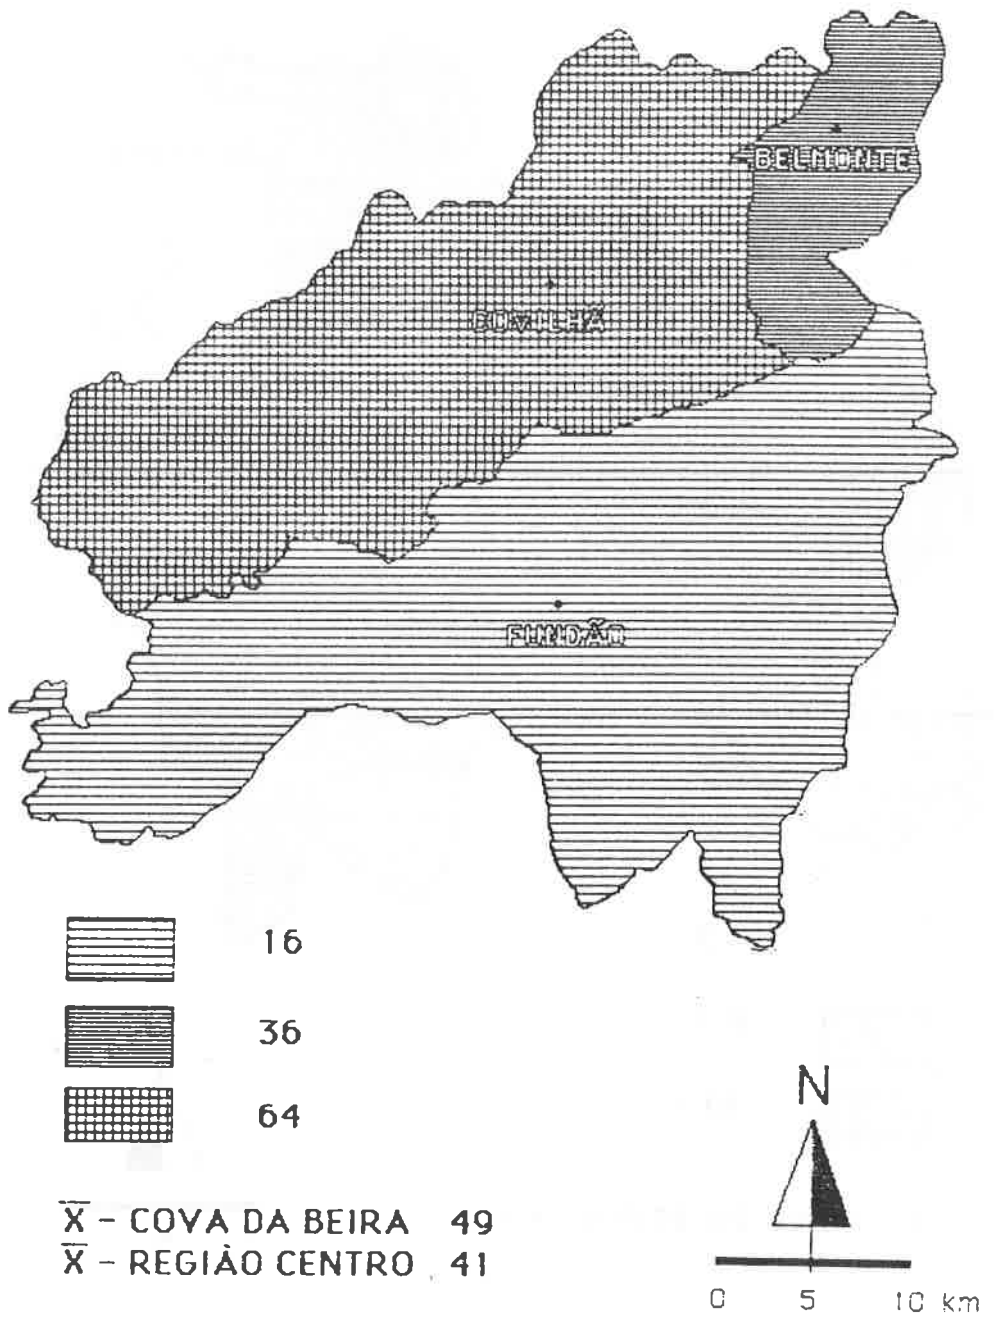 BELMONTE
COVILHÃ
FUNDÃO
16
36
64
X̅ - COVA DA BEIRA 49
X̅ - REGIÃO CENTRO 41
N
0 5 10 km